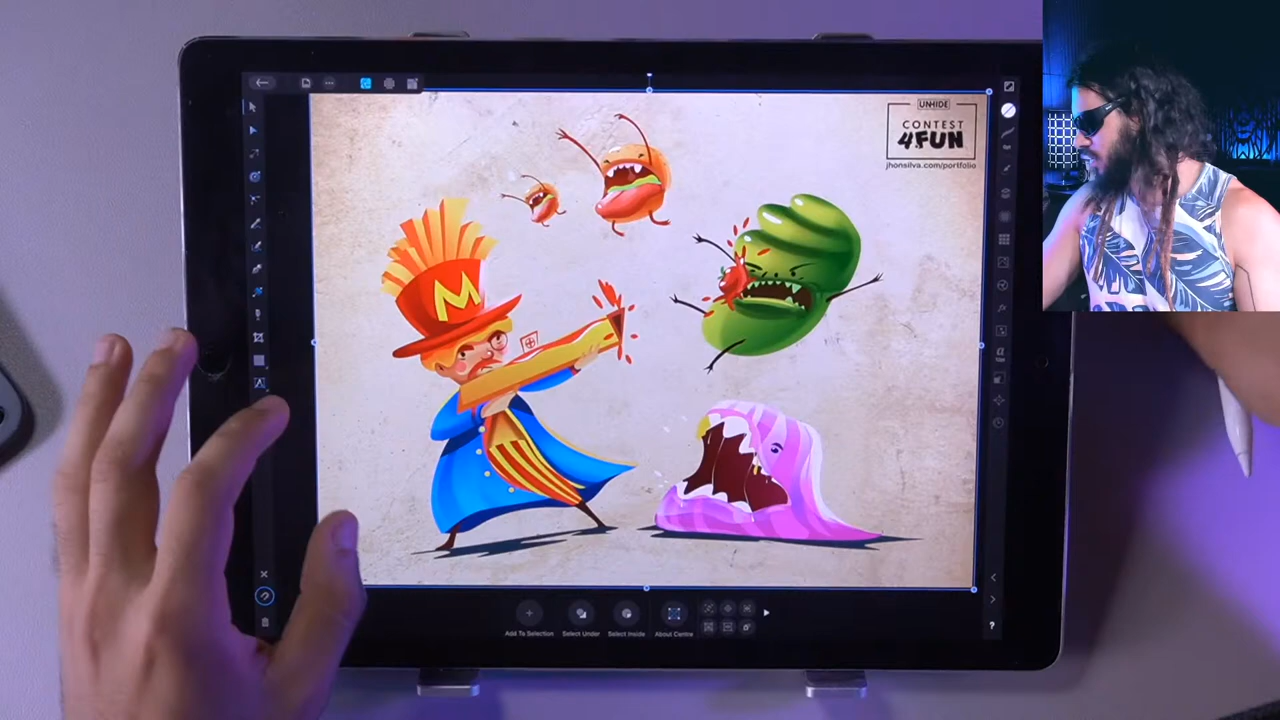 UNHIDE
CONTEST
4FUN
jhonsilva.com/portfolio
M
Add To Selection
Select Under
Select Inside
About Centre
?